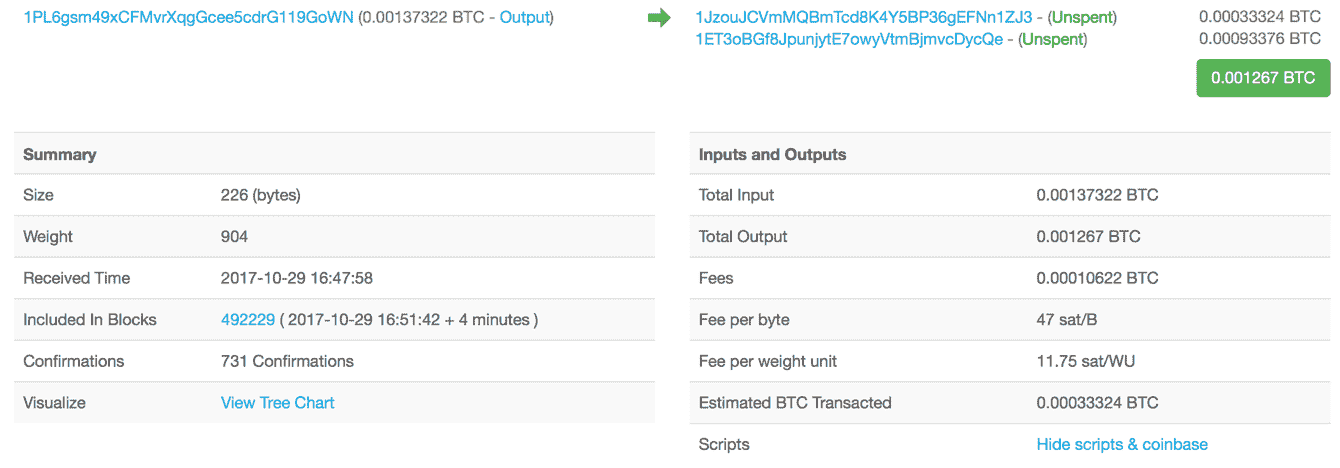 1PL6gsm49xCFMvrXqgGcee5cdrG119GoWN (0.00137322 BTC - Output)
1JzouJCVmMQBmTcd8K4Y5BP36gEFNn1ZJ3 - (Unspent) 0.00033324 BTC
1ET3oBGf8JpunjytE7owyVtmBjmvcDycQe - (Unspent) 0.00093376 BTC
0.001267 BTC
Summary
Size 226 (bytes)
Weight 904
Received Time 2017-10-29 16:47:58
Included In Blocks 492229 ( 2017-10-29 16:51:42 + 4 minutes )
Confirmations 731 Confirmations
Visualize View Tree Chart
Inputs and Outputs
Total Input 0.00137322 BTC
Total Output 0.001267 BTC
Fees 0.00010622 BTC
Fee per byte 47 sat/B
Fee per weight unit 11.75 sat/WU
Estimated BTC Transacted 0.00033324 BTC
Scripts Hide scripts & coinbase